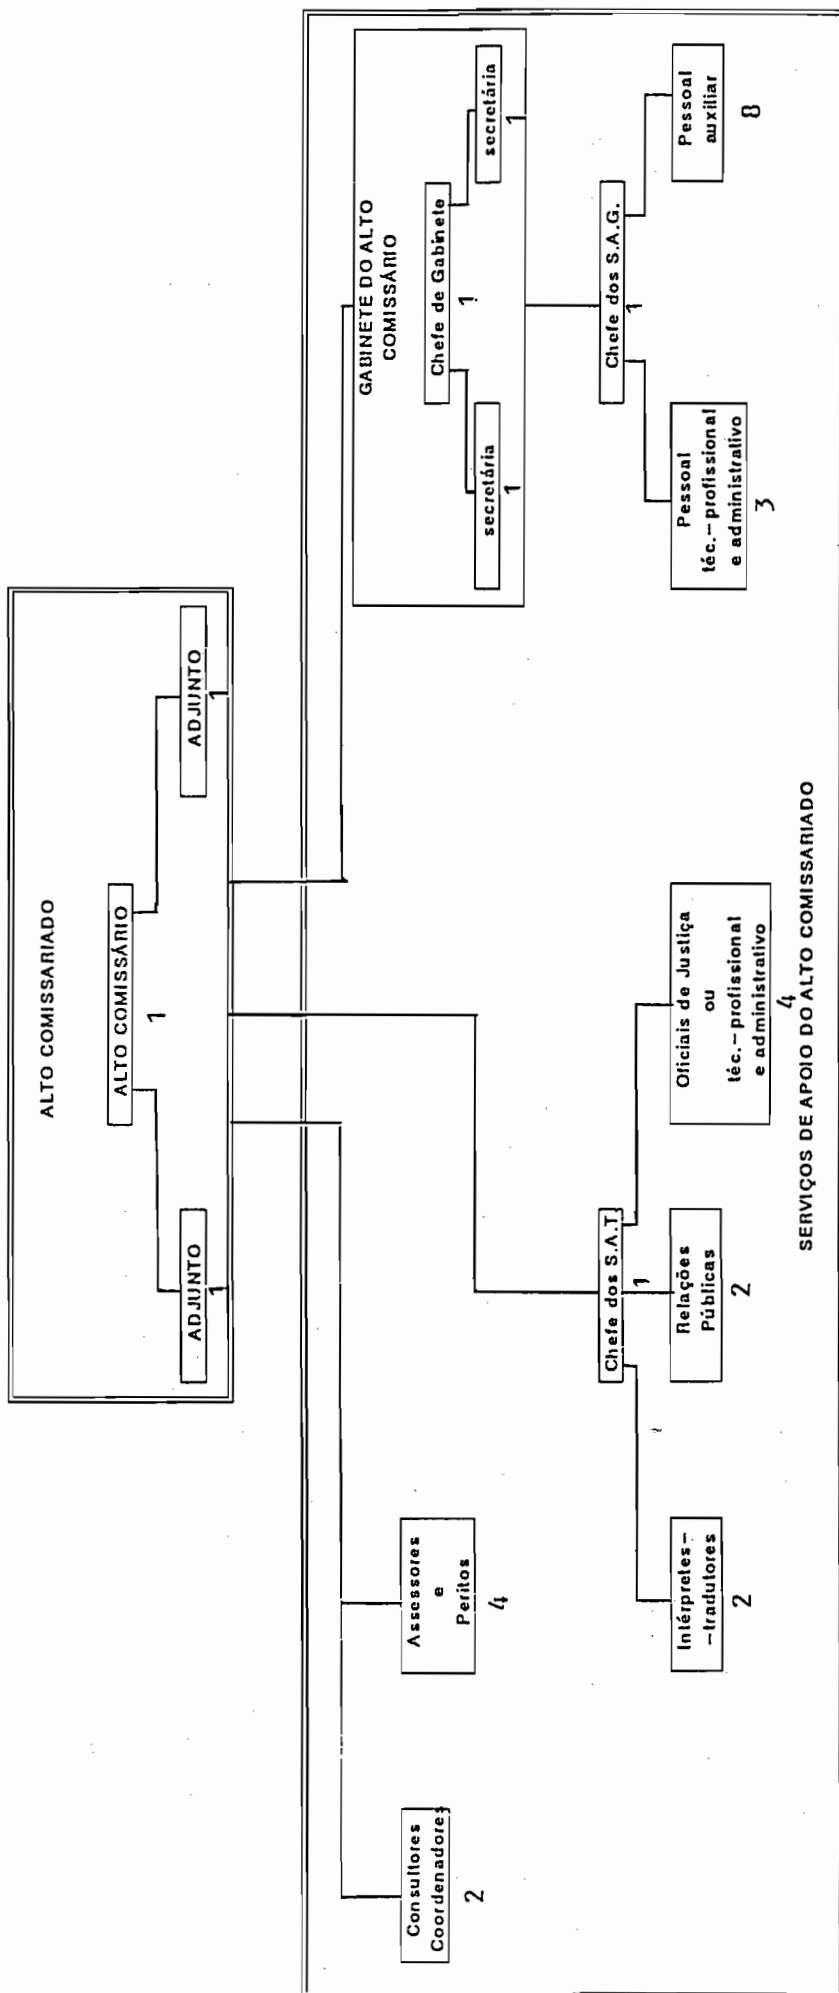 ALTO COMISSARIADO
ALTO COMISSÁRIO
1
ADJUNTO
1
ADJUNTO
1
GABINETE DO ALTO
COMISSÁRIO
Chefe de Gabinete
1
secretária
1
secretária
1
Consultores
Coordenadores
2
Assessores
e
Peritos
4
Chefe dos S.A.T.
1
Chefe dos S.A.G.
1
Intérpretes-
-tradutores
2
Relações
Públicas
2
Oficiais de Justiça
ou
téc.-profissional
e administrativo
4
Pessoal
téc.-profissional
e administrativo
3
Pessoal
auxiliar
8
SERVIÇOS DE APOIO DO ALTO COMISSARIADO